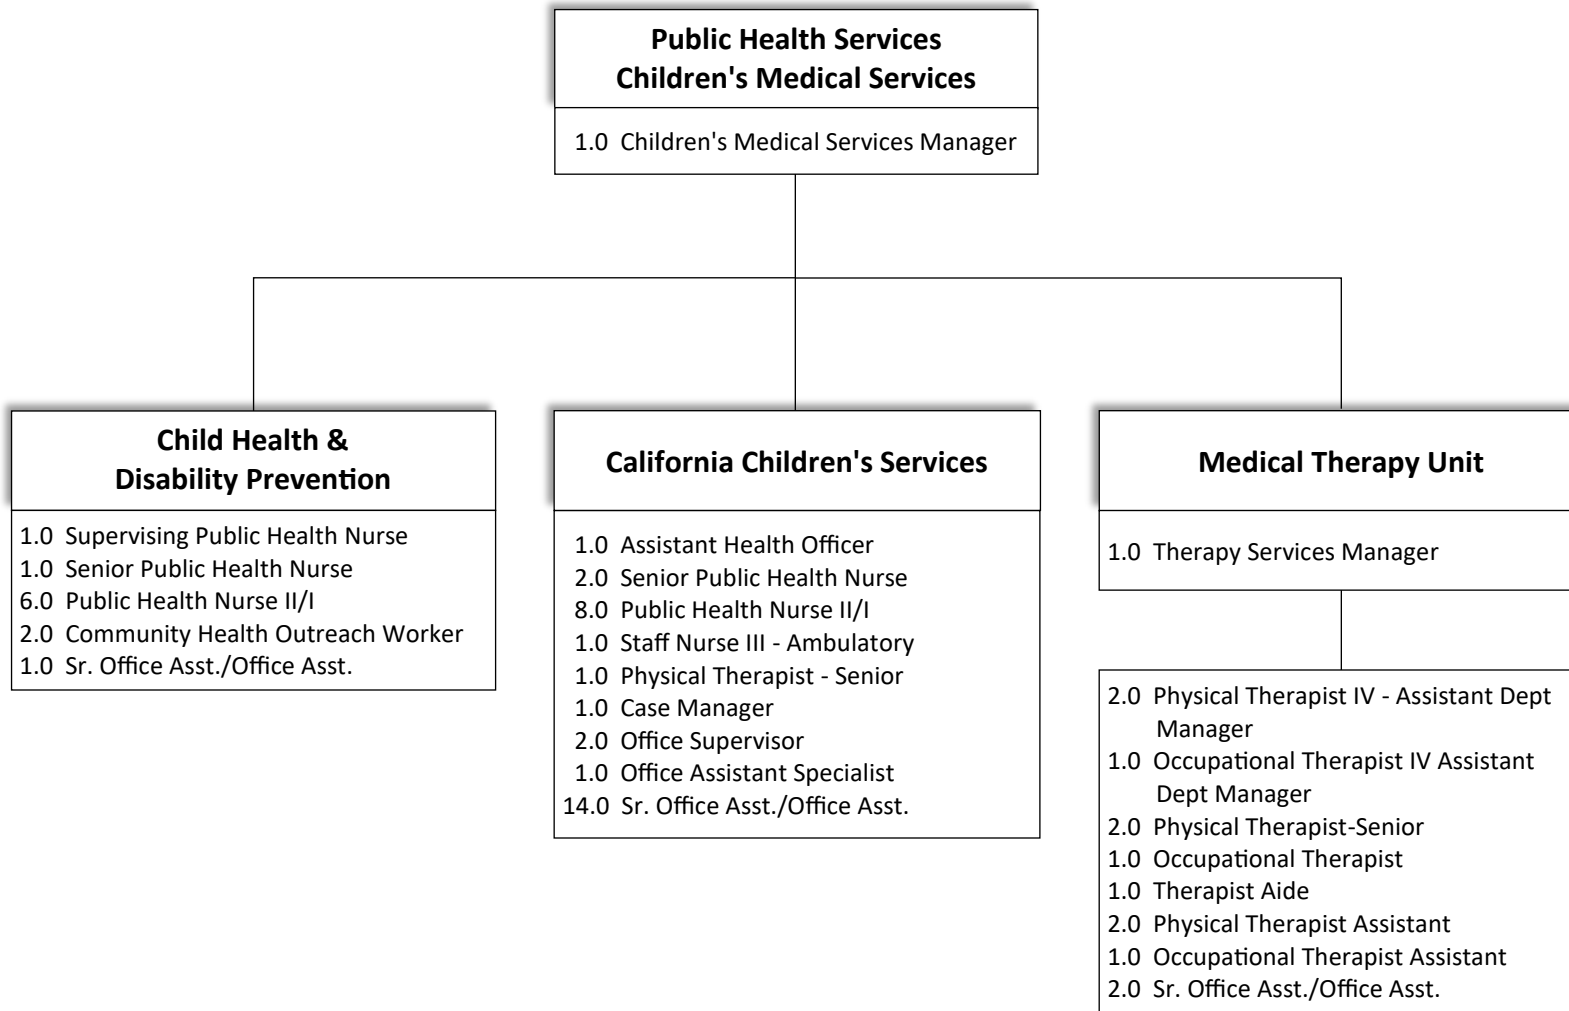 Public Health Services
Children's Medical Services
1.0 Children's Medical Services Manager
Child Health &
Disability Prevention
1.0 Supervising Public Health Nurse
1.0 Senior Public Health Nurse
6.0 Public Health Nurse II/I
2.0 Community Health Outreach Worker
1.0 Sr. Office Asst./Office Asst.
California Children's Services
1.0 Assistant Health Officer
2.0 Senior Public Health Nurse
8.0 Public Health Nurse II/I
1.0 Staff Nurse III - Ambulatory
1.0 Physical Therapist - Senior
1.0 Case Manager
2.0 Office Supervisor
1.0 Office Assistant Specialist
14.0 Sr. Office Asst./Office Asst.
Medical Therapy Unit
1.0 Therapy Services Manager
2.0 Physical Therapist IV - Assistant Dept
Manager
1.0 Occupational Therapist IV Assistant
Dept Manager
2.0 Physical Therapist-Senior
1.0 Occupational Therapist
1.0 Therapist Aide
2.0 Physical Therapist Assistant
1.0 Occupational Therapist Assistant
2.0 Sr. Office Asst./Office Asst.